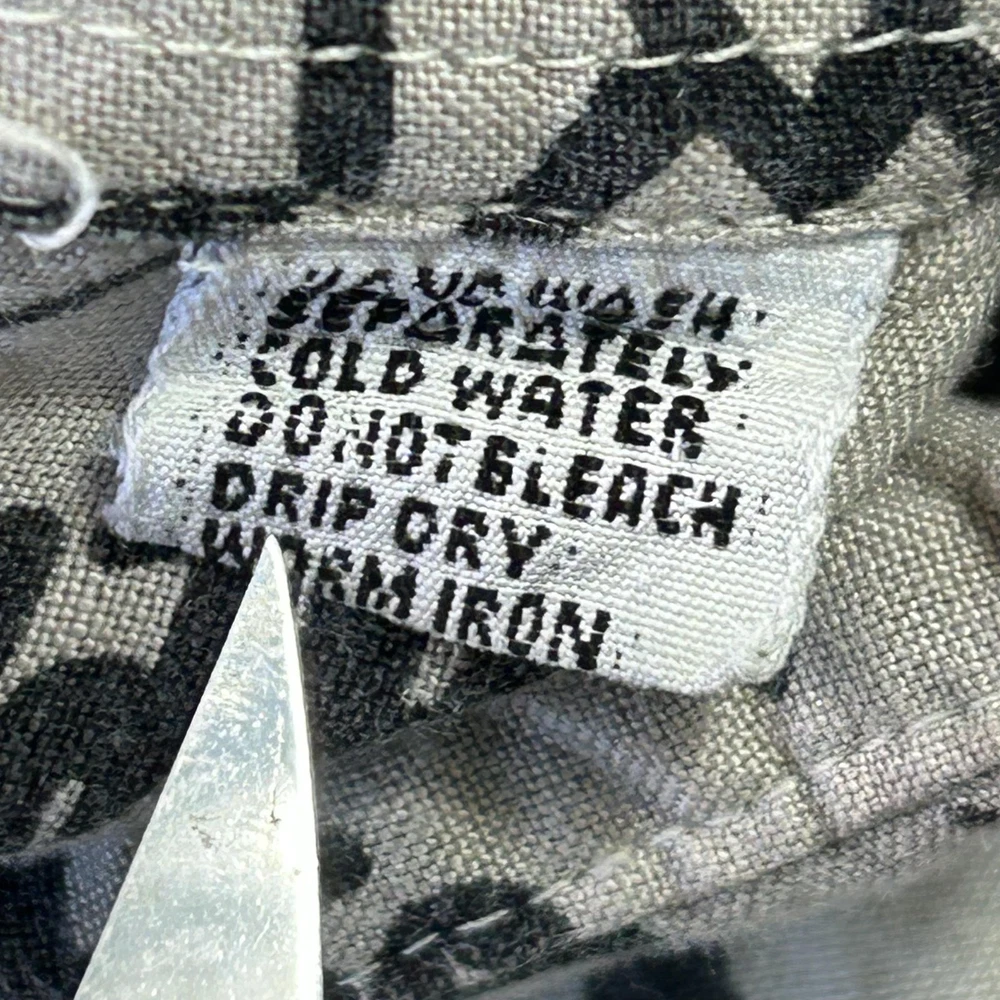 WASH
SEPARATELY
COLD WATER
DO NOT BLEACH
DRIP DRY
WARM IRON